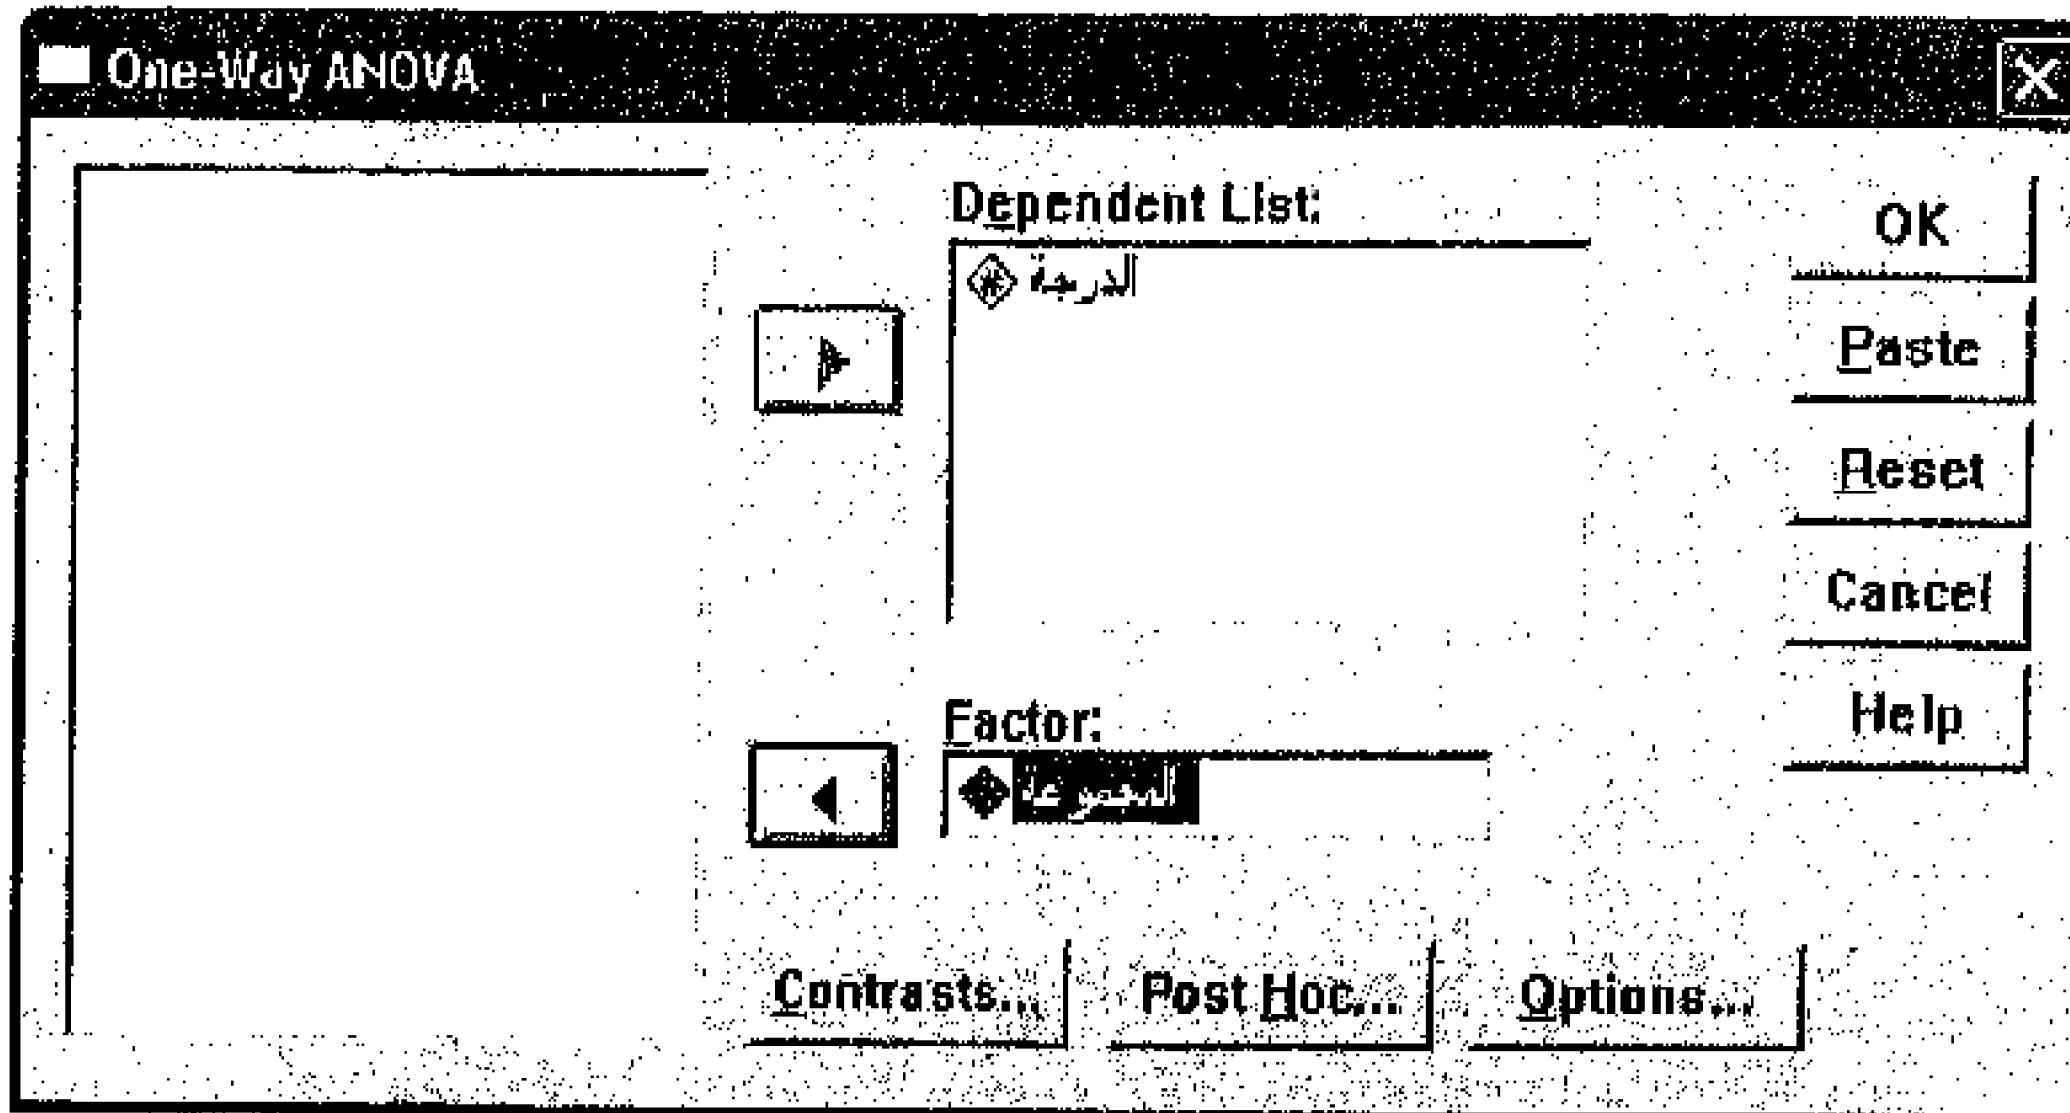 One-Way ANOVA
Dependent List:
الدرجة
OK
Paste
Reset
Cancel
Help
Factor:
المجموعة
Contrasts...
Post Hoc...
Options...